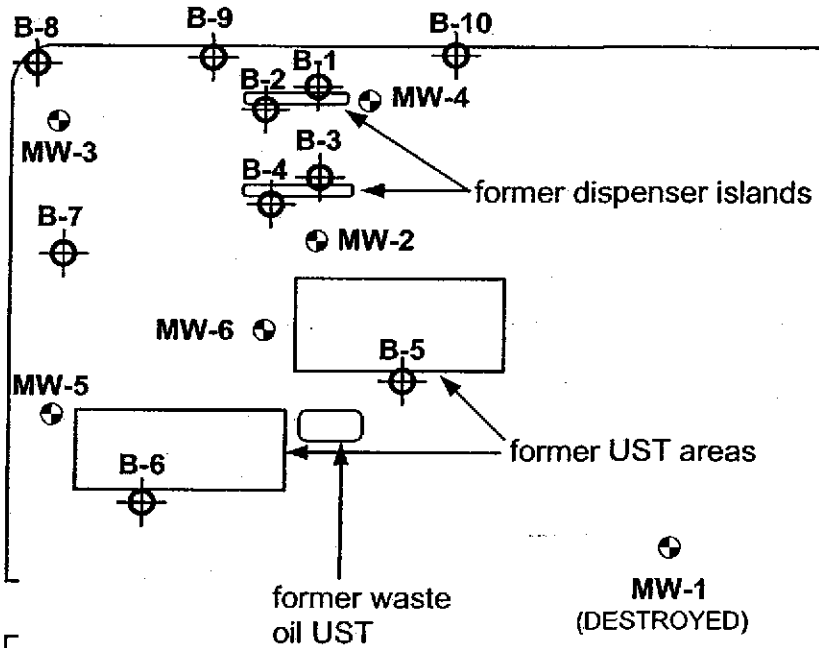 B-8
B-9
B-10
B-1
B-2
MW-4
MW-3
B-3
B-4
former dispenser islands
B-7
MW-2
MW-6
B-5
MW-5
former UST areas
B-6
former waste
oil UST
MW-1
(DESTROYED)